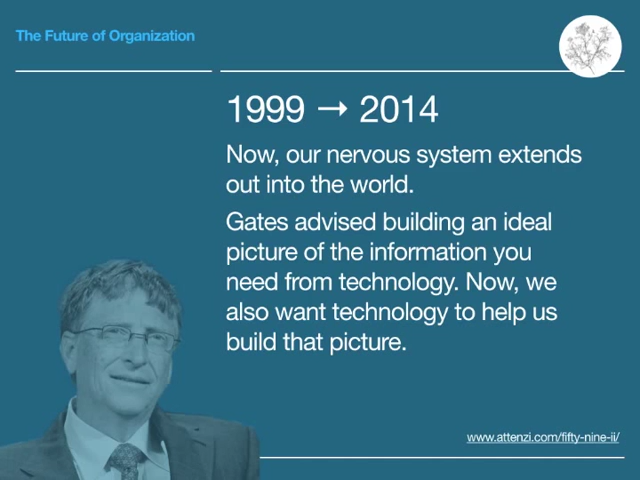 The Future of Organization
1999 → 2014
Now, our nervous system extends
out into the world.
Gates advised building an ideal
picture of the information you
need from technology. Now, we
also want technology to help us
build that picture.
www.attenzi.com/fifty-nine-ii/